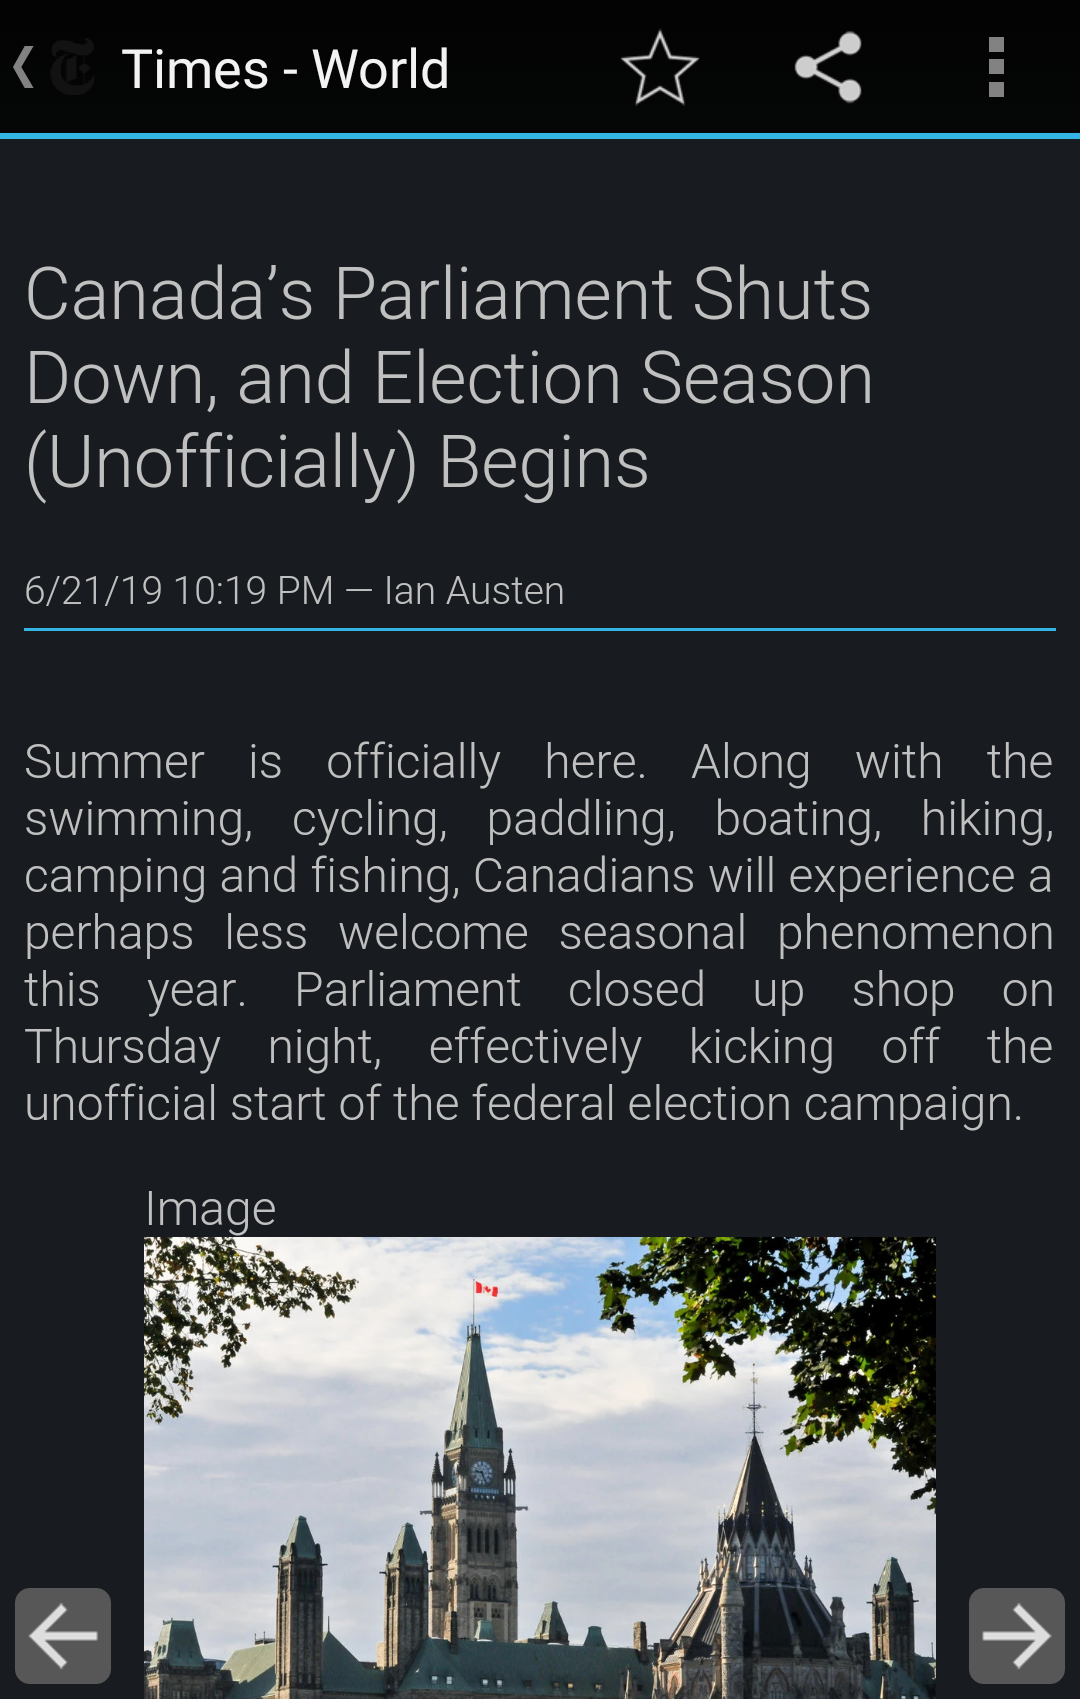 Times - World
Canada’s Parliament Shuts
Down, and Election Season
(Unofficially) Begins
6/21/19 10:19 PM — Ian Austen
Summer is officially here. Along with the
swimming, cycling, paddling, boating, hiking,
camping and fishing, Canadians will experience a
perhaps less welcome seasonal phenomenon
this year. Parliament closed up shop on
Thursday night, effectively kicking off the
unofficial start of the federal election campaign.
Image